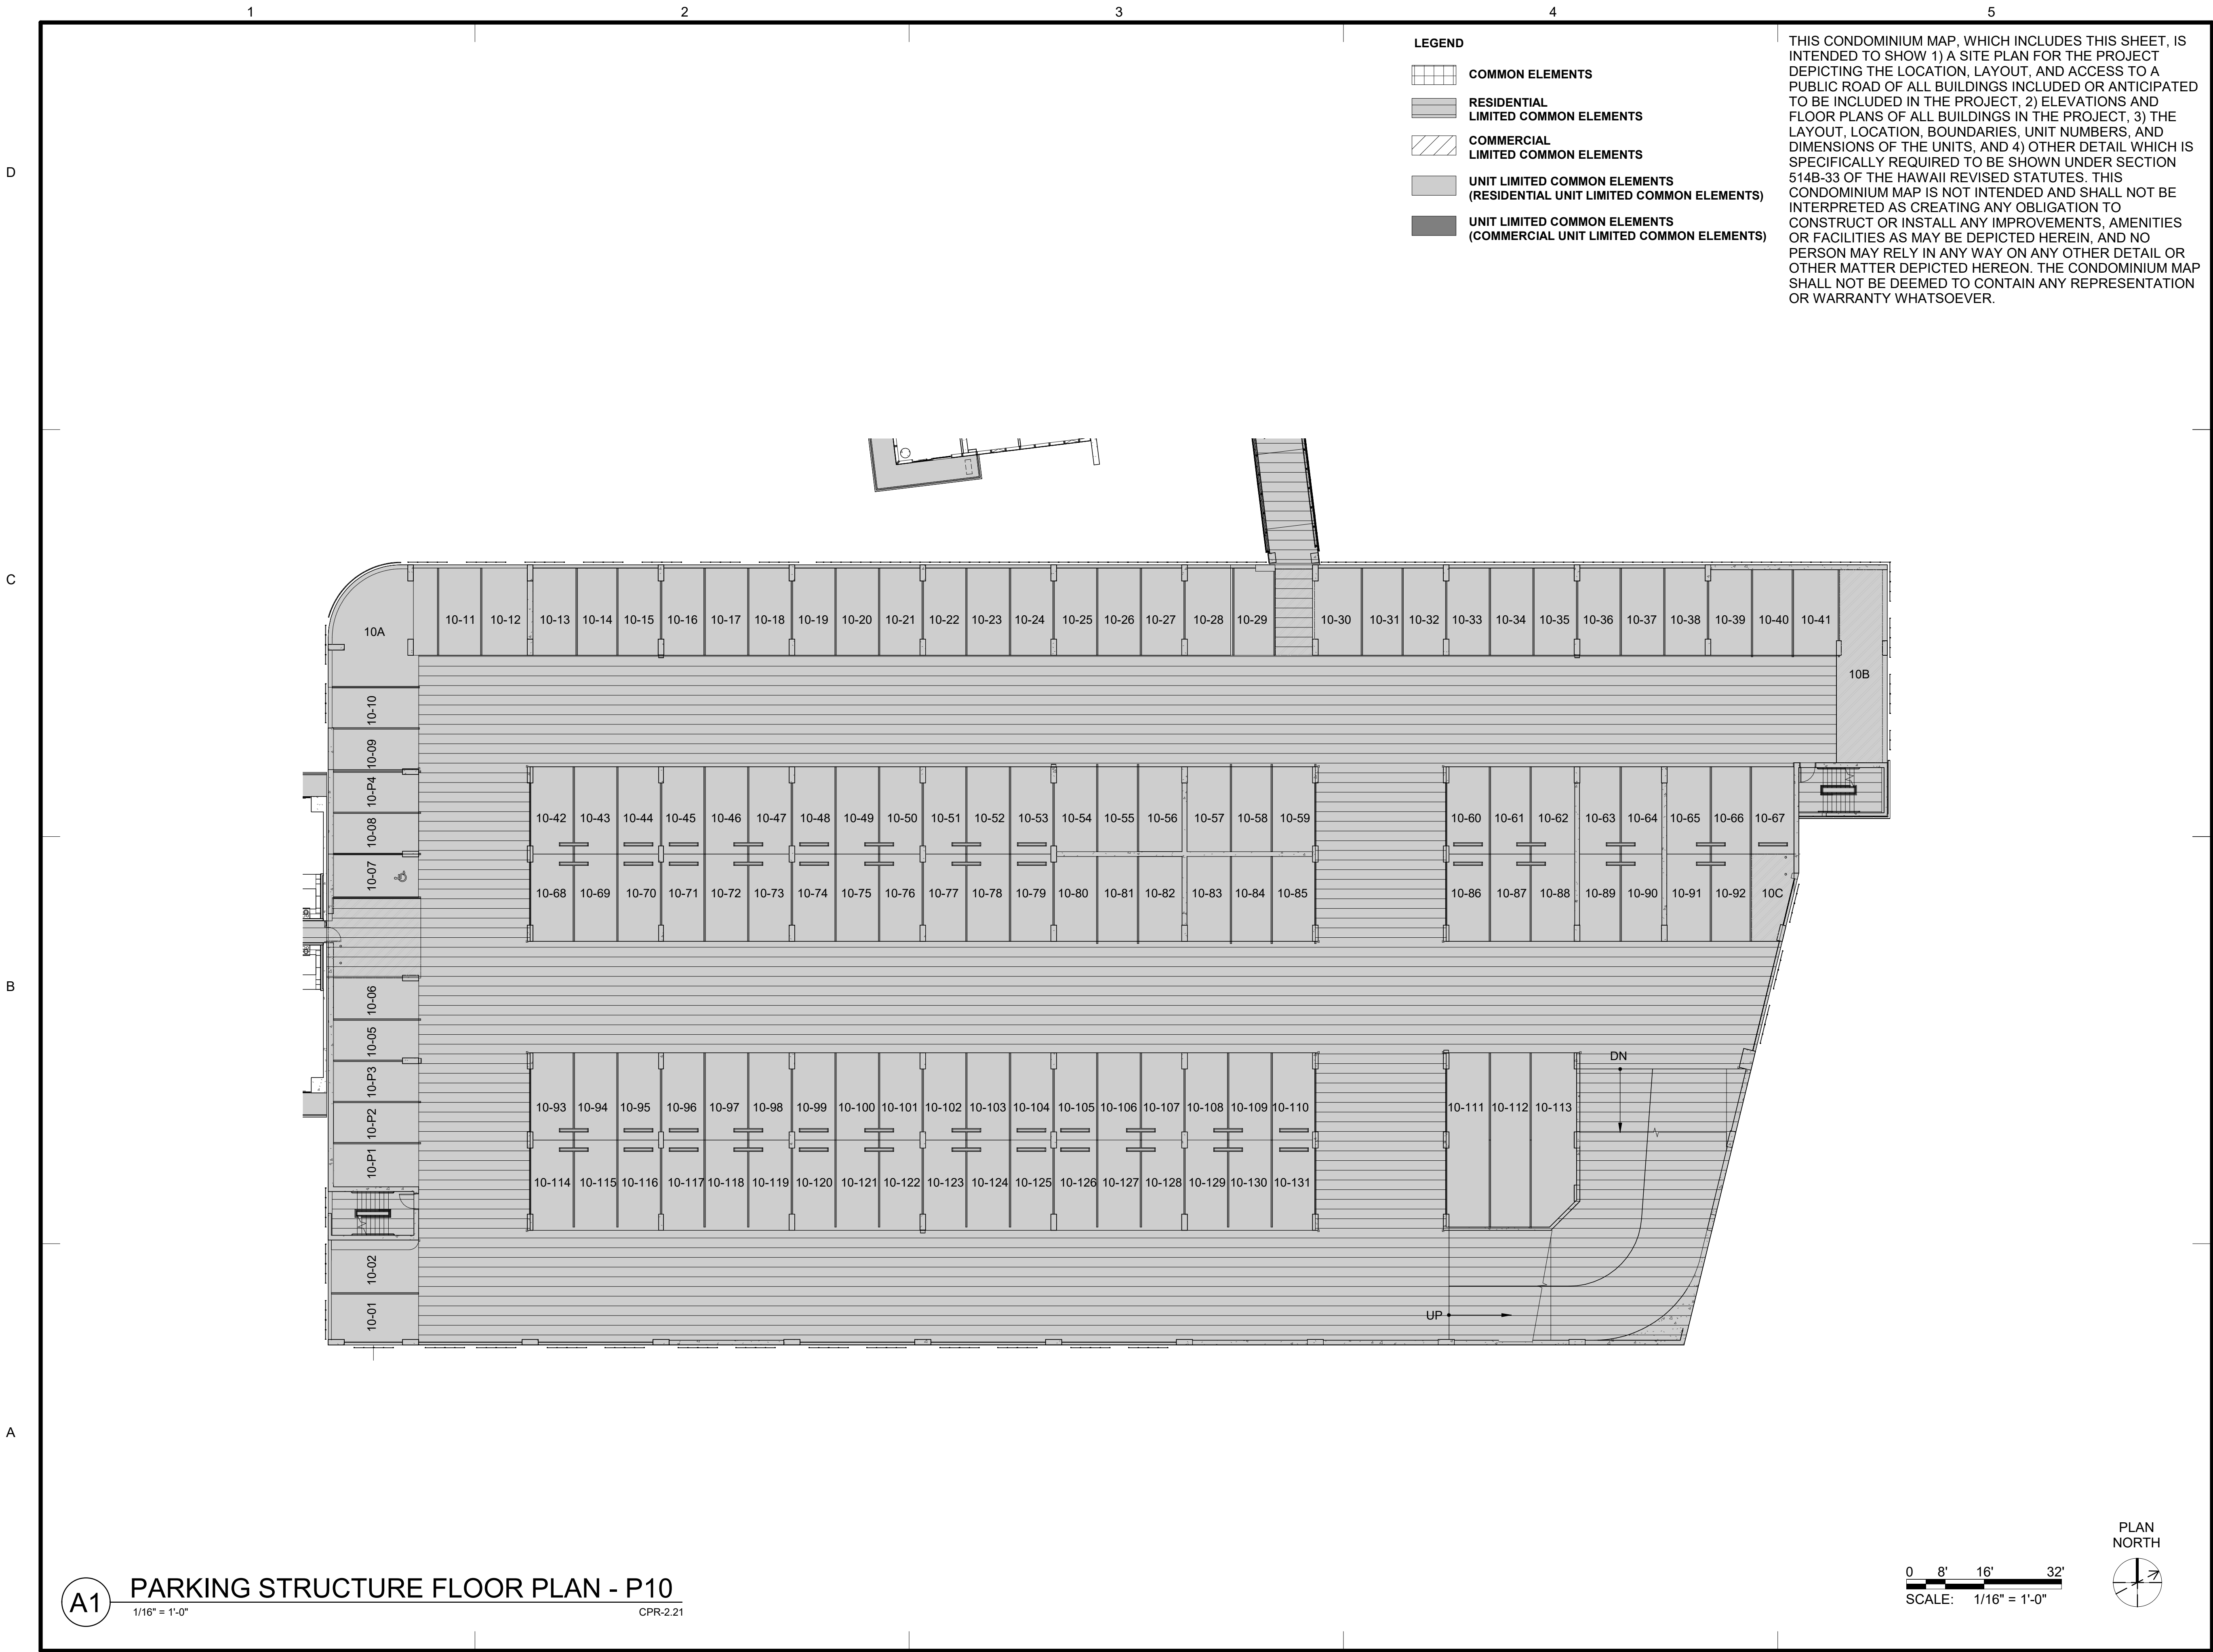 1 2 3 4 5
LEGEND
COMMON ELEMENTS
RESIDENTIAL
LIMITED COMMON ELEMENTS
COMMERCIAL
LIMITED COMMON ELEMENTS
UNIT LIMITED COMMON ELEMENTS
(RESIDENTIAL UNIT LIMITED COMMON ELEMENTS)
UNIT LIMITED COMMON ELEMENTS
(COMMERCIAL UNIT LIMITED COMMON ELEMENTS)
THIS CONDOMINIUM MAP, WHICH INCLUDES THIS SHEET, IS
INTENDED TO SHOW 1) A SITE PLAN FOR THE PROJECT
DEPICTING THE LOCATION, LAYOUT, AND ACCESS TO A
PUBLIC ROAD OF ALL BUILDINGS INCLUDED OR ANTICIPATED
TO BE INCLUDED IN THE PROJECT, 2) ELEVATIONS AND
FLOOR PLANS OF ALL BUILDINGS IN THE PROJECT, 3) THE
LAYOUT, LOCATION, BOUNDARIES, UNIT NUMBERS, AND
DIMENSIONS OF THE UNITS, AND 4) OTHER DETAIL WHICH IS
SPECIFICALLY REQUIRED TO BE SHOWN UNDER SECTION
514B-33 OF THE HAWAII REVISED STATUTES. THIS
CONDOMINIUM MAP IS NOT INTENDED AND SHALL NOT BE
INTERPRETED AS CREATING ANY OBLIGATION TO
CONSTRUCT OR INSTALL ANY IMPROVEMENTS, AMENITIES
OR FACILITIES AS MAY BE DEPICTED HEREIN, AND NO
PERSON MAY RELY IN ANY WAY ON ANY OTHER DETAIL OR
OTHER MATTER DEPICTED HEREON. THE CONDOMINIUM MAP
SHALL NOT BE DEEMED TO CONTAIN ANY REPRESENTATION
OR WARRANTY WHATSOEVER.
D
C
B
A
10A
10-11 10-12 10-13 10-14 10-15 10-16 10-17 10-18 10-19 10-20 10-21 10-22 10-23 10-24 10-25 10-26 10-27 10-28 10-29 10-30 10-31 10-32 10-33 10-34 10-35 10-36 10-37 10-38 10-39 10-40 10-41
10B
10-10
10-09
10-P4
10-08
10-07
10-06
10-05
10-P3
10-P2
10-P1
10-02
10-01
10-42 10-43 10-44 10-45 10-46 10-47 10-48 10-49 10-50 10-51 10-52 10-53 10-54 10-55 10-56 10-57 10-58 10-59 10-60 10-61 10-62 10-63 10-64 10-65 10-66 10-67
10-68 10-69 10-70 10-71 10-72 10-73 10-74 10-75 10-76 10-77 10-78 10-79 10-80 10-81 10-82 10-83 10-84 10-85 10-86 10-87 10-88 10-89 10-90 10-91 10-92 10C
DN
10-93 10-94 10-95 10-96 10-97 10-98 10-99 10-100 10-101 10-102 10-103 10-104 10-105 10-106 10-107 10-108 10-109 10-110 10-111 10-112 10-113
10-114 10-115 10-116 10-117 10-118 10-119 10-120 10-121 10-122 10-123 10-124 10-125 10-126 10-127 10-128 10-129 10-130 10-131
UP
A1
PARKING STRUCTURE FLOOR PLAN - P10
1/16" = 1'-0"
CPR-2.21
0 8' 16' 32'
SCALE: 1/16" = 1'-0"
PLAN
NORTH